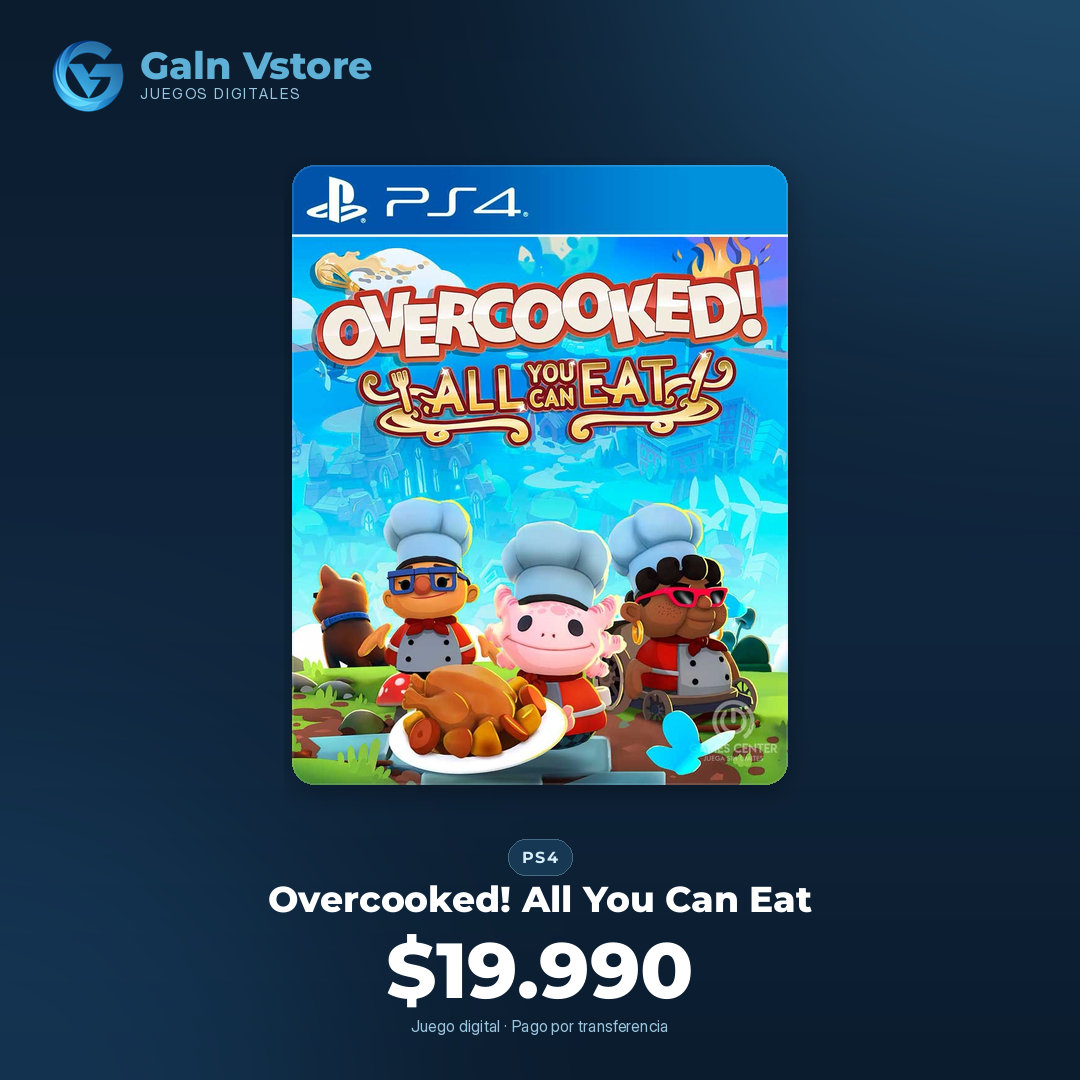 Galn Vstore
JUEGOS DIGITALES
PS4
OVERCOOKED!
ALL YOU CAN EAT
CENTER
PS4
Overcooked! All You Can Eat
$19.990
Juego digital · Pago por transferencia